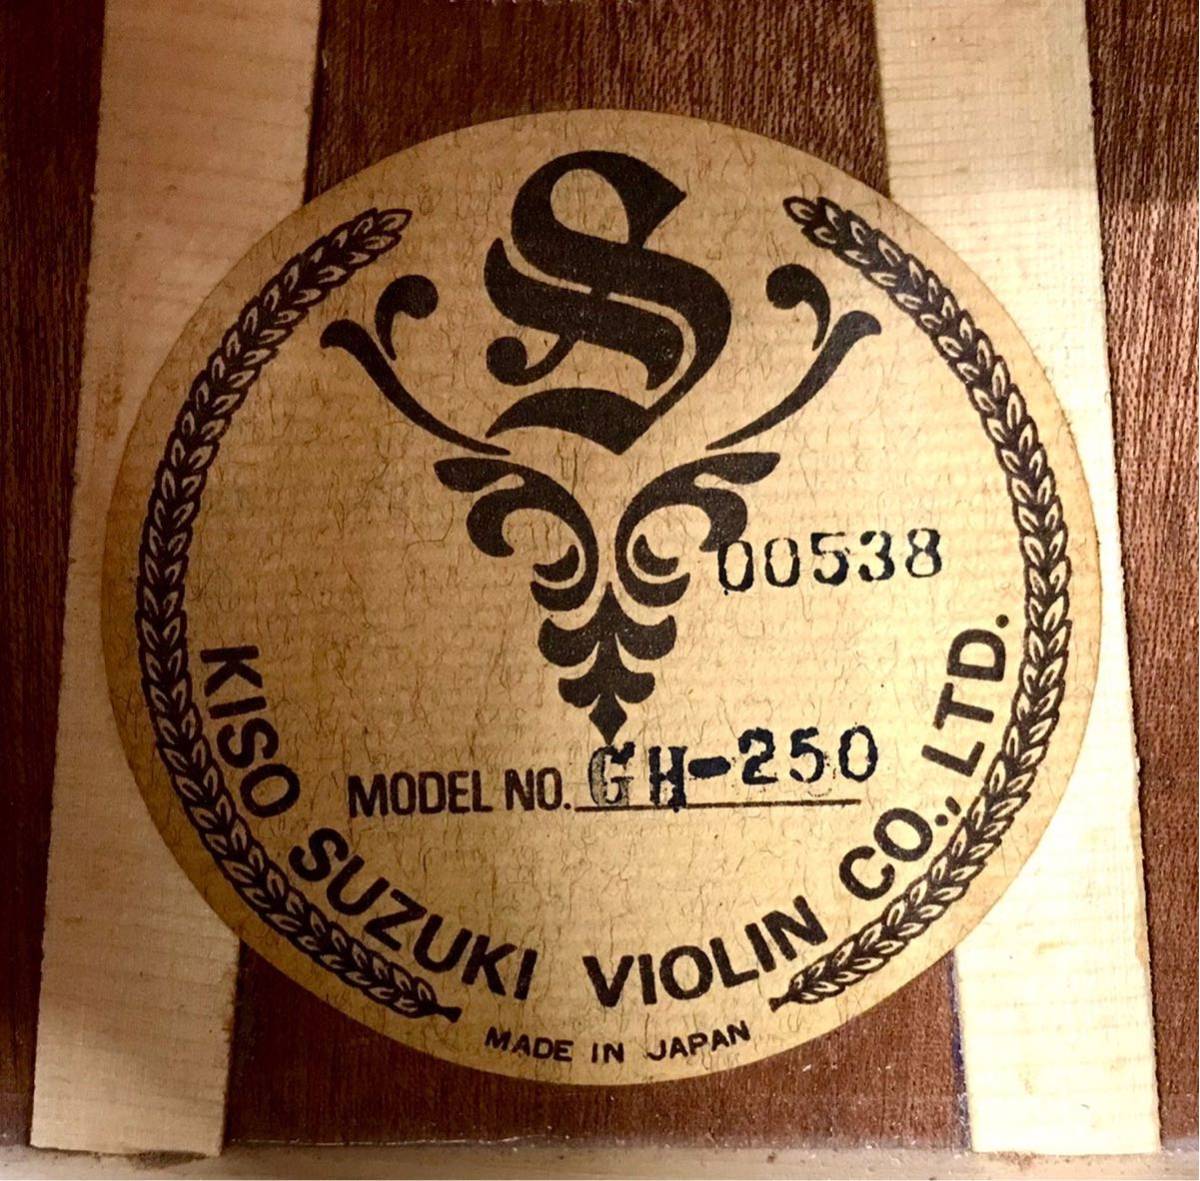 S
00538
MODEL NO. GH-250
KISO SUZUKI VIOLIN CO., LTD.
MADE IN JAPAN